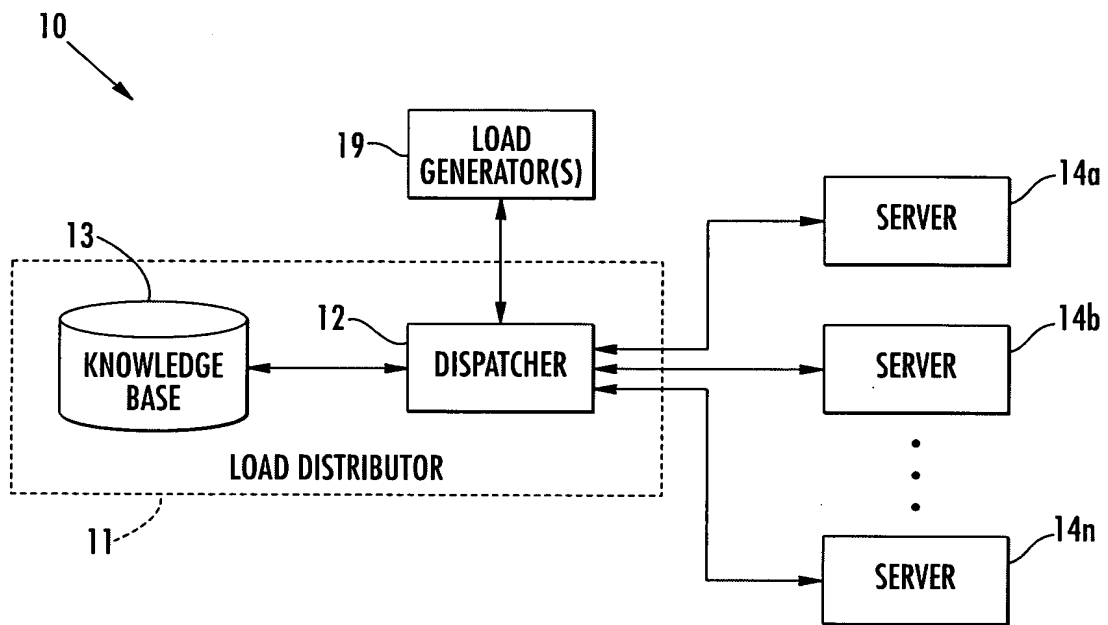 10
19
LOAD
GENERATOR(S)
14a
SERVER
13
12
KNOWLEDGE
BASE
DISPATCHER
14b
SERVER
LOAD DISTRIBUTOR
11
14n
SERVER